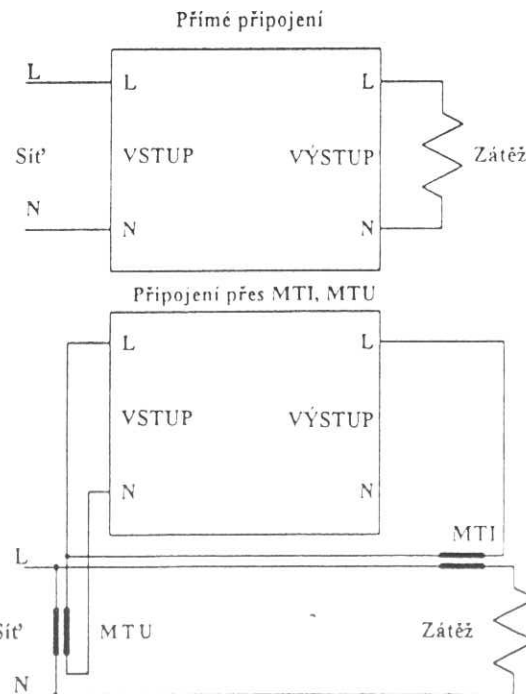 Přímé připojení
L
L
L
Síť
VSTUP
VÝSTUP
Zátěž
N
N
N
Připojení přes MTI, MTU
L
L
VSTUP
VÝSTUP
N
N
MTI
L
Síť
MTU
Zátěž
N